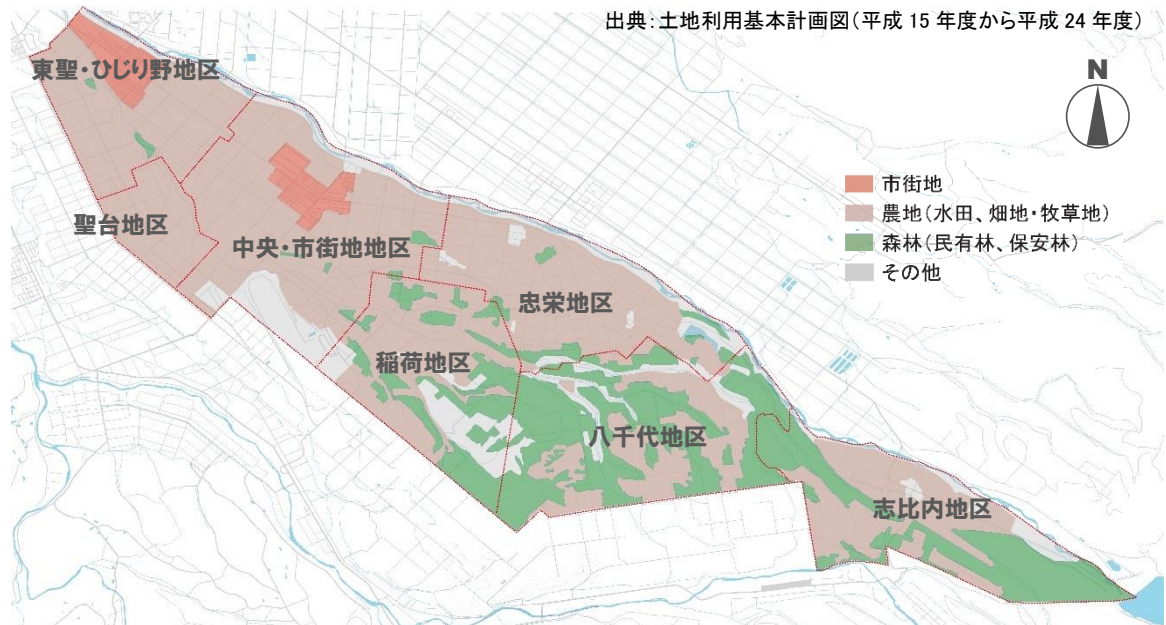 出典:土地利用基本計画図(平成 15 年度から平成 24 年度)
N
東聖・ひじり野地区
市街地
農地(水田、畑地・牧草地)
聖台地区
中央・市街地地区
森林(民有林、保安林)
その他
忠栄地区
稲荷地区
八千代地区
志比内地区